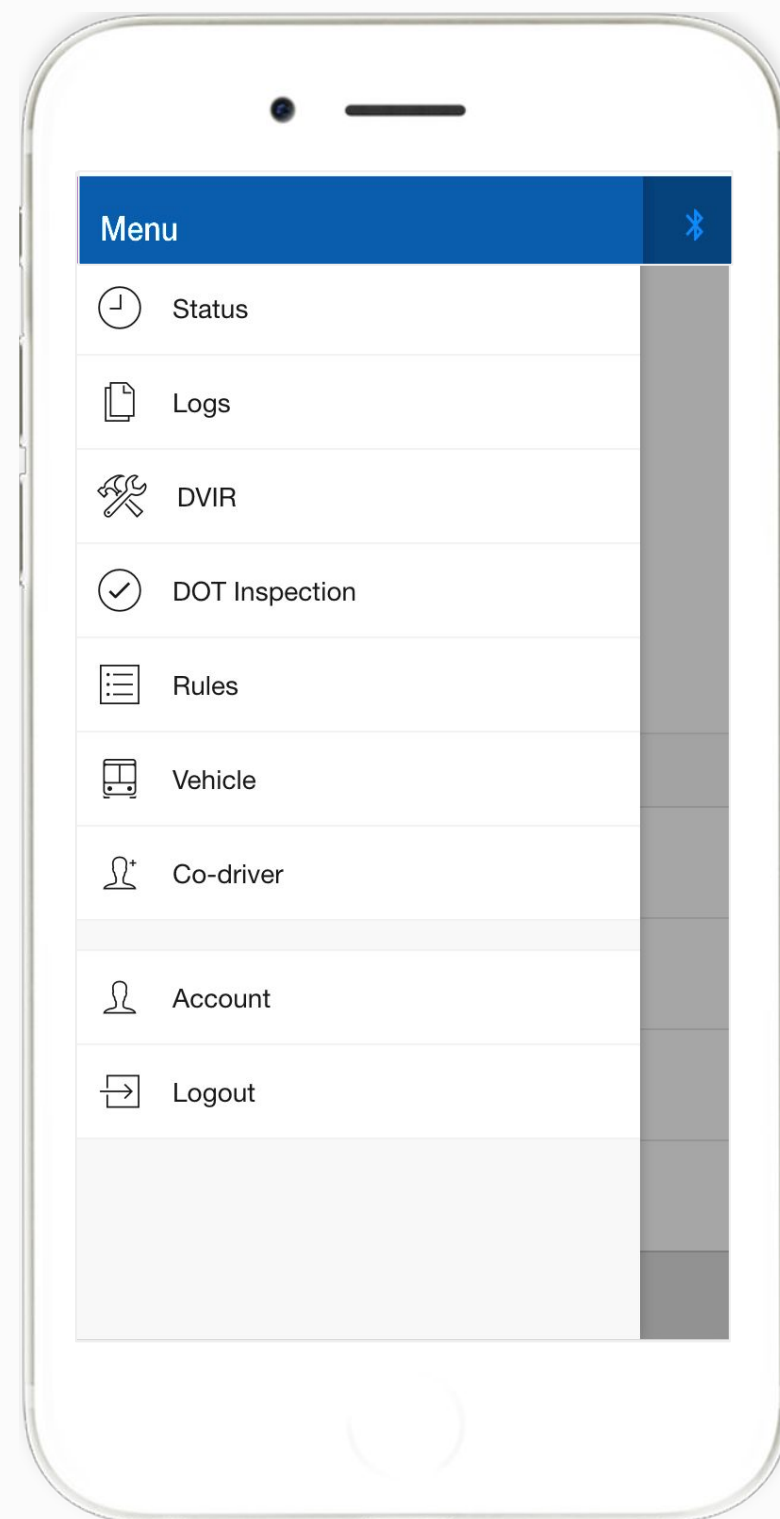 Menu
Status
Logs
DVIR
DOT Inspection
Rules
Vehicle
Co-driver
Account
Logout